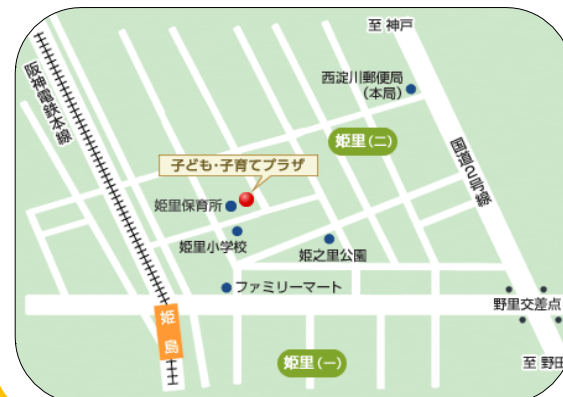 至 神戸
阪神電鉄本線
西淀川郵便局
(本局)
姫里(二)
国道2号線
子ども・子育てプラザ
姫里保育所
姫里小学校
姫之里公園
ファミリーマート
野里交差点
姫島
姫里(一)
至 野田